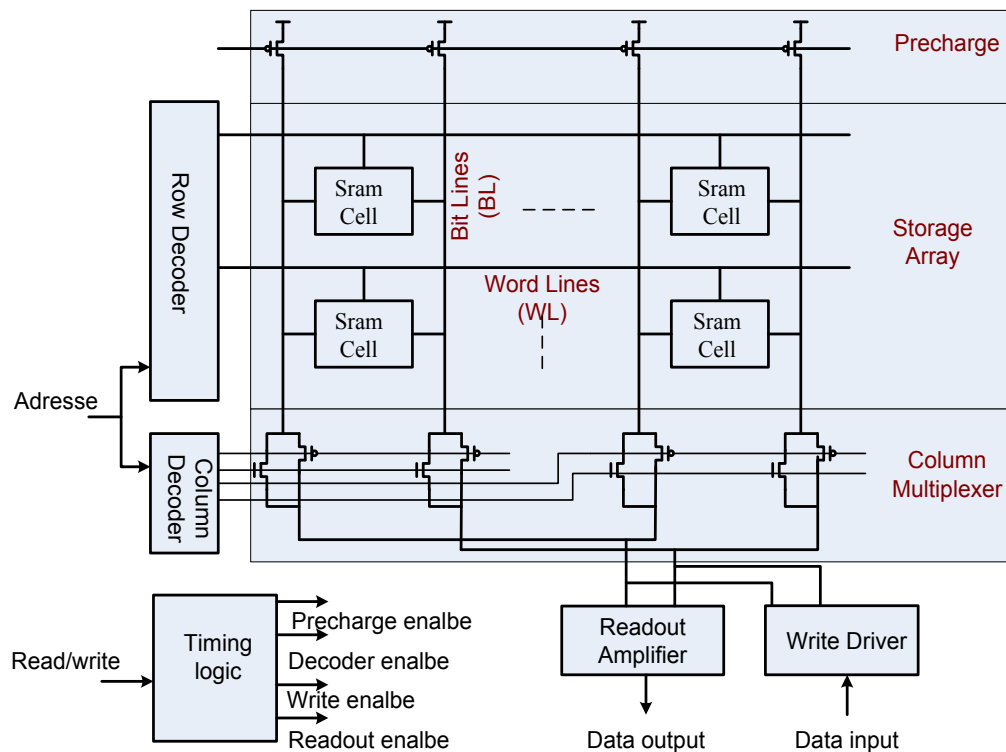 Precharge
Row Decoder
Sram
Cell
Bit Lines
(BL)
Sram
Cell
Storage
Array
Word Lines
(WL)
Sram
Cell
Sram
Cell
Adresse
Column
Decoder
Column
Multiplexer
Read/write
Timing
logic
Precharge enalbe
Decoder enalbe
Write enalbe
Readout enalbe
Readout
Amplifier
Write Driver
Data output
Data input